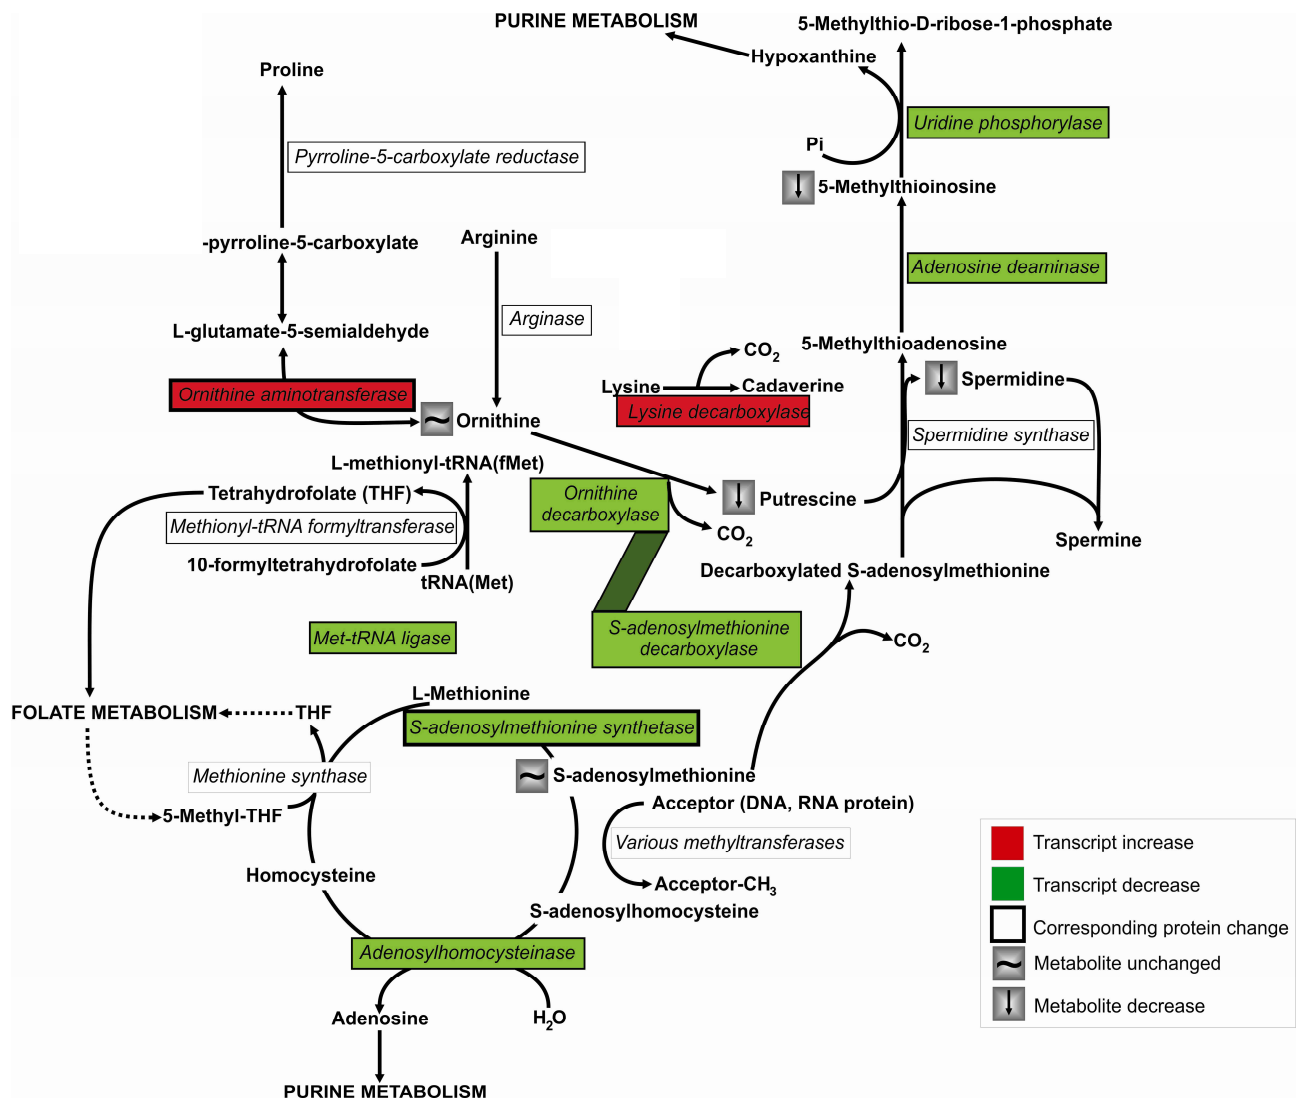 PURINE METABOLISM
5-Methylthio-D-ribose-1-phosphate
Hypoxanthine
Proline
Uridine phosphorylase
Pi
Pyrroline-5-carboxylate reductase
5-Methylthioinosine
-pyrroline-5-carboxylate
Arginine
Adenosine deaminase
Arginase
L-glutamate-5-semialdehyde
5-Methylthioadenosine
CO2
Lysine
Cadaverine
Spermidine
Ornithine aminotransferase
Lysine decarboxylase
~ Ornithine
Spermidine synthase
L-methionyl-tRNA(fMet)
Tetrahydrofolate (THF)
Ornithine
decarboxylase
Putrescine
Methionyl-tRNA formyltransferase
CO2
Spermine
10-formyltetrahydrofolate
tRNA(Met)
Decarboxylated S-adenosylmethionine
Met-tRNA ligase
S-adenosylmethionine
decarboxylase
CO2
L-Methionine
FOLATE METABOLISM
THF
S-adenosylmethionine synthetase
Methionine synthase
~ S-adenosylmethionine
5-Methyl-THF
Acceptor (DNA, RNA protein)
Various methyltransferases
Homocysteine
Acceptor-CH3
S-adenosylhomocysteine
Adenosylhomocysteinase
Adenosine
H2O
PURINE METABOLISM
Transcript increase
Transcript decrease
Corresponding protein change
~ Metabolite unchanged
Metabolite decrease